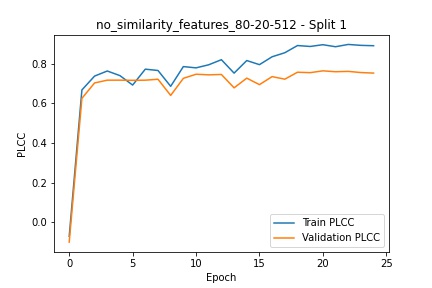 no_similarity_features_80-20-512 - Split 1
PLCC
0.8
0.6
0.4
0.2
0.0
Train PLCC
Validation PLCC
0 5 10 15 20 25
Epoch